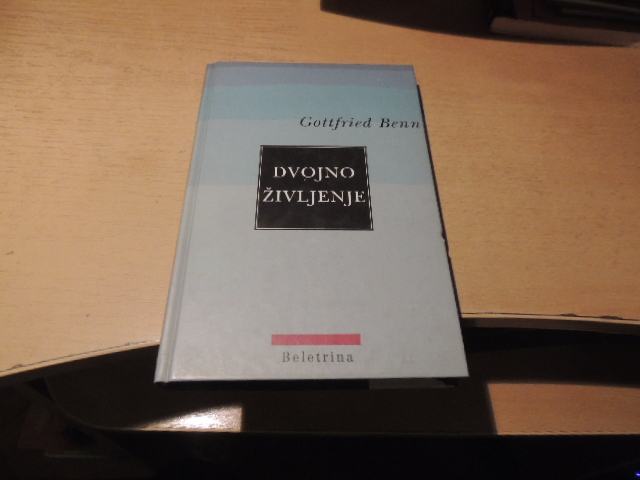 Gottfried Benn
DVOJNO
ŽIVLJENJE
Beletrina